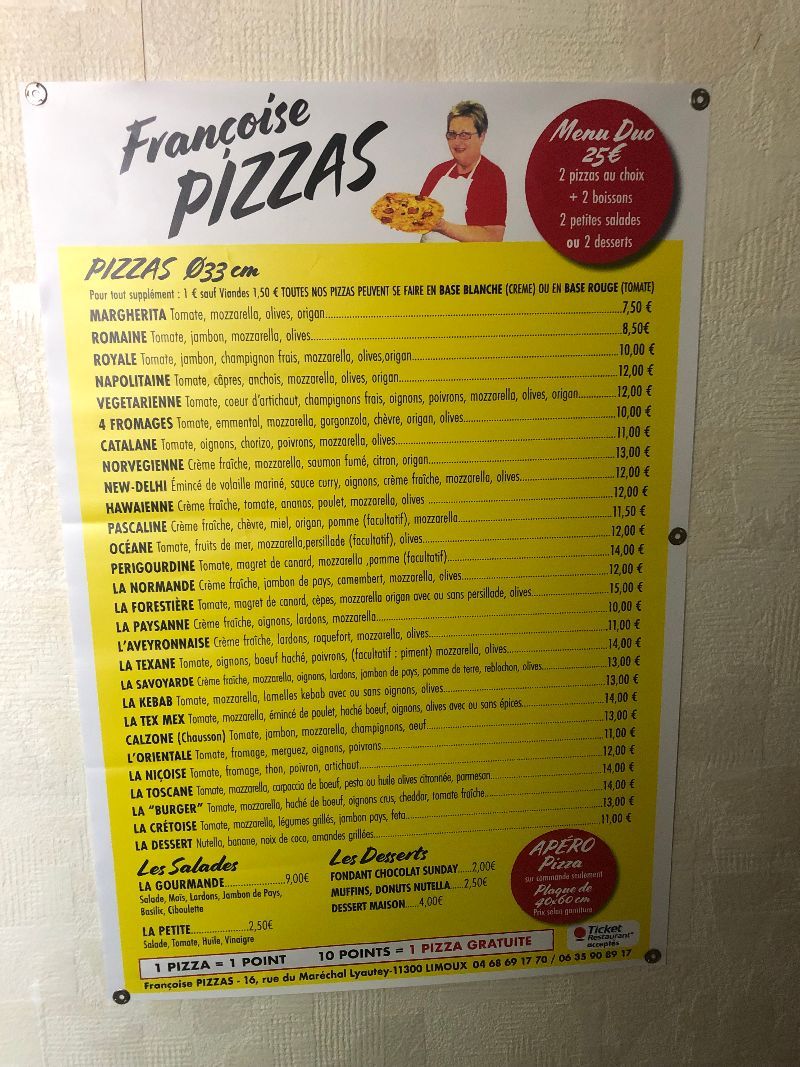 Françoise
PIZZAS
Menu Duo
25€
2 pizzas au choix
+ 2 boissons
2 petites salades
ou 2 desserts
PIZZAS Ø33 cm
Pour tout supplément : 1 € sauf Viandes 1,50 € TOUTES NOS PIZZAS PEUVENT SE FAIRE EN BASE BLANCHE (CREME) OU EN BASE ROUGE (TOMATE)
MARGHERITA Tomate, mozzarella, olives, origan...7,50 €
ROMAINE Tomate, jambon, mozzarella, olives...8,50€
ROYALE Tomate, jambon, champignon frais, mozzarella, olives,origan...10,00 €
NAPOLITAINE Tomate, câpres, anchois, mozzarella, olives, origan...12,00 €
VEGETARIENNE Tomate, coeur d'artichaut, champignons frais, oignons, poivrons, mozzarella, olives, origan...12,00 €
4 FROMAGES Tomate, emmental, mozzarella, gorgonzola, chèvre, origan, olives...10,00 €
CATALANE Tomate, oignons, chorizo, poivrons, mozzarella, olives...11,00 €
NORVEGIENNE Crème fraîche, mozzarella, saumon fumé, citron, origan...13,00 €
NEW-DELHI Émincé de volaille mariné, sauce curry, oignons, crème fraîche, mozzarella, olives...12,00 €
HAWAIENNE Crème fraîche, tomate, ananas, poulet, mozzarella, olives ...12,00 €
PASCALINE Crème fraîche, chèvre, miel, origan, pomme (facultatif), mozzarella...11,50 €
OCÉANE Tomate, fruits de mer, mozzarella,persillade (facultatif), olives...12,00 €
PERIGOURDINE Tomate, magret de canard, mozzarella ,pomme (facultatif)...14,00 €
LA NORMANDE Crème fraîche, jambon de pays, camembert, mozzarella, olives...12,00 €
LA FORESTIÈRE Tomate, magret de canard, cèpes, mozzarella origan avec ou sans persillade, olives...15,00 €
LA PAYSANNE Crème fraîche, oignons, lardons, mozzarella...10,00 €
L'AVEYRONNAISE Crème fraîche, lardons, roquefort, mozzarella, olives...11,00 €
LA TEXANE Tomate, oignons, boeuf haché, poivrons, (facultatif : piment) mozzarella, olives...14,00 €
LA SAVOYARDE Crème fraîche, mozzarella, oignons, lardons, jambon de pays, pomme de terre, reblochon, olives...13,00 €
LA KEBAB Tomate, mozzarella, lamelles kebab avec ou sans oignons, olives...13,00 €
LA TEX MEX Tomate, mozzarella, émincé de poulet, haché boeuf, oignons, olives avec ou sans épices...14,00 €
CALZONE (Chausson) Tomate, jambon, mozzarella, champignons, oeuf...13,00 €
L'ORIENTALE Tomate, fromage, merguez, oignons, poivrons...11,00 €
LA NIÇOISE Tomate, fromage, thon, poivron, artichaut...12,00 €
LA TOSCANE Tomate, mozzarella, carpaccio de boeuf, pesto ou huile olives citronnée, parmesan...14,00 €
LA "BURGER" Tomate, mozzarella, haché de boeuf, oignons crus, cheddar, tomate fraîche...14,00 €
LA CRÉTOISE Tomate, mozzarella, légumes grillés, jambon pays, feta...13,00 €
LA DESSERT Nutella, banane, noix de coco, amandes grillées...11,00 €
Les Salades
LA GOURMANDE...9,00€
Salade, Maïs, Lardons, Jambon de Pays,
Basilic, Ciboulette
LA PETITE...2,50€
Salade, Tomate, Huile, Vinaigre
Les Desserts
FONDANT CHOCOLAT SUNDAY...2,00€
MUFFINS, DONUTS NUTELLA...2,50€
DESSERT MAISON...4,00€
APÉRO
Pizza
sur commande seulement
Plaque de
40x60 cm
Prix selon garniture
Ticket
Restaurant
acceptés
1 PIZZA = 1 POINT 10 POINTS = 1 PIZZA GRATUITE
Françoise PIZZAS - 16, rue du Maréchal Lyautey-11300 LIMOUX 04 68 69 17 70 / 06 35 90 89 17